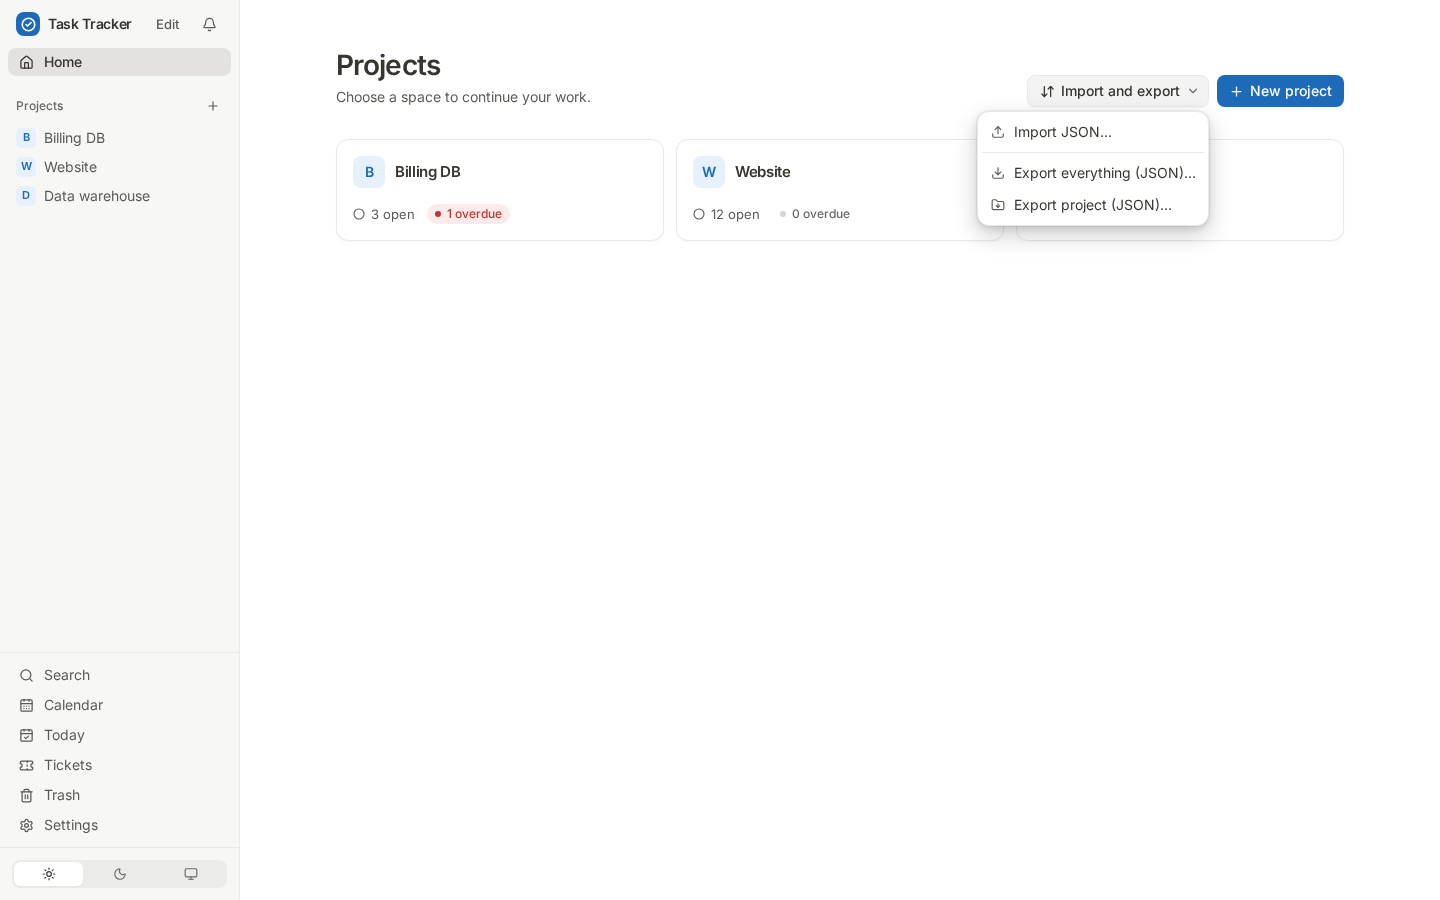 Task Tracker
Edit
Home
Projects
B Billing DB
W Website
D Data warehouse
Search
Calendar
Today
Tickets
Trash
Settings
Projects
Choose a space to continue your work.
Import and export
New project
Import JSON...
Export everything (JSON)...
Export project (JSON)...
B Billing DB
3 open
1 overdue
W Website
12 open
0 overdue